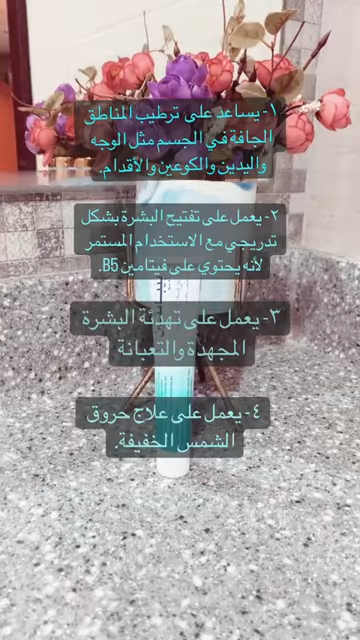 ١- يساعد على ترطيب المناطق
الجافة في الجسم مثل الوجه
واليدين والكوعين والأقدام.
٢- يعمل على تفتيح البشرة بشكل
تدريجي مع الاستخدام المستمر
لأنه يحتوي على فيتامين B5.
٣- يعمل على تهدئة البشرة
المجهدة والتعبانة
٤- يعمل على علاج حروق
الشمس الخفيفة.